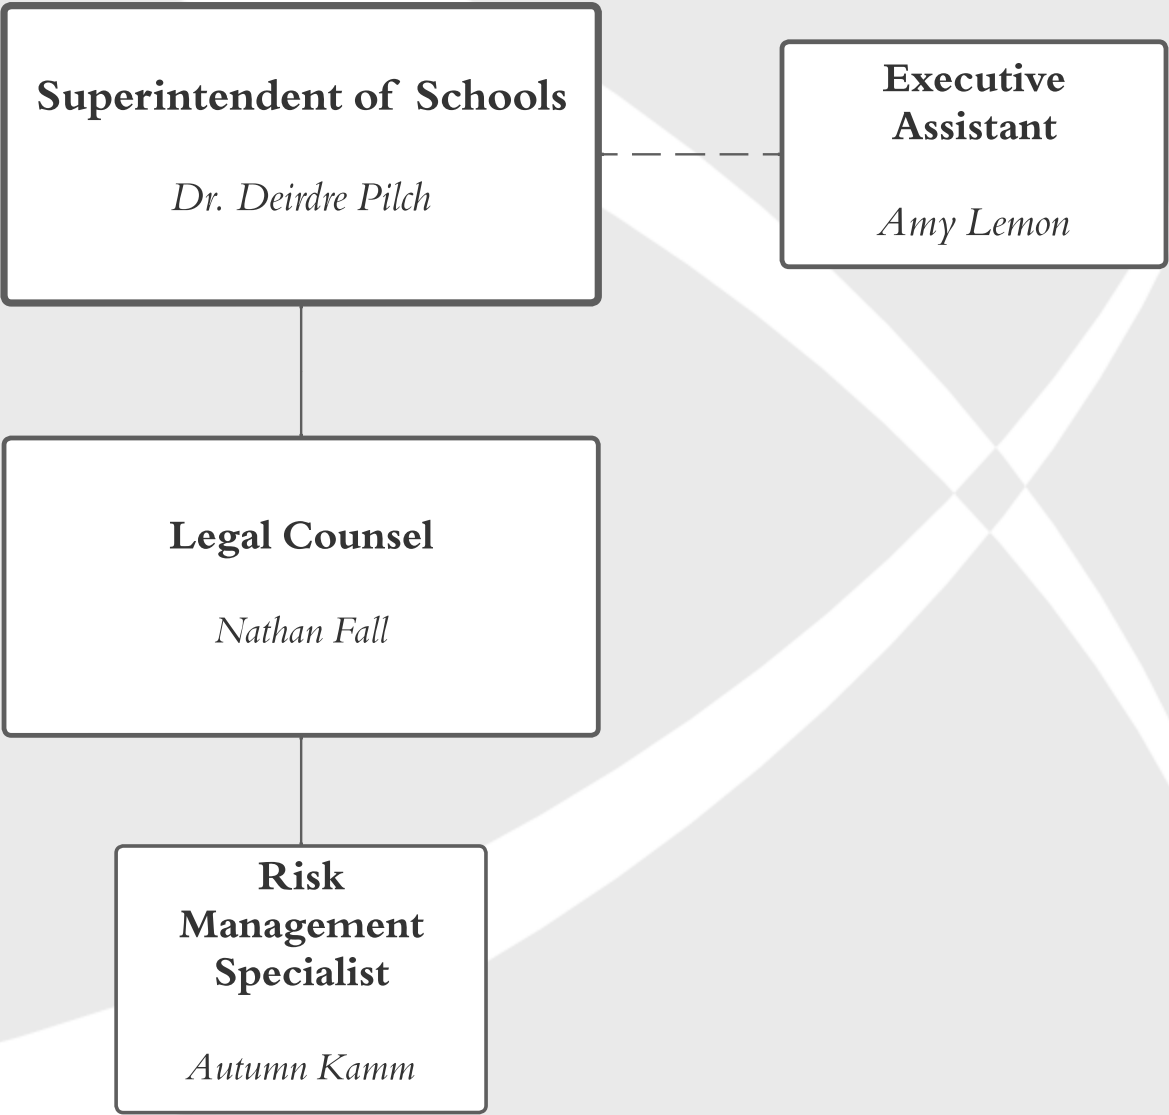 Superintendent of Schools
Dr. Deirdre Pilch
Executive
Assistant
Amy Lemon
Legal Counsel
Nathan Fall
Risk
Management
Specialist
Autumn Kamm